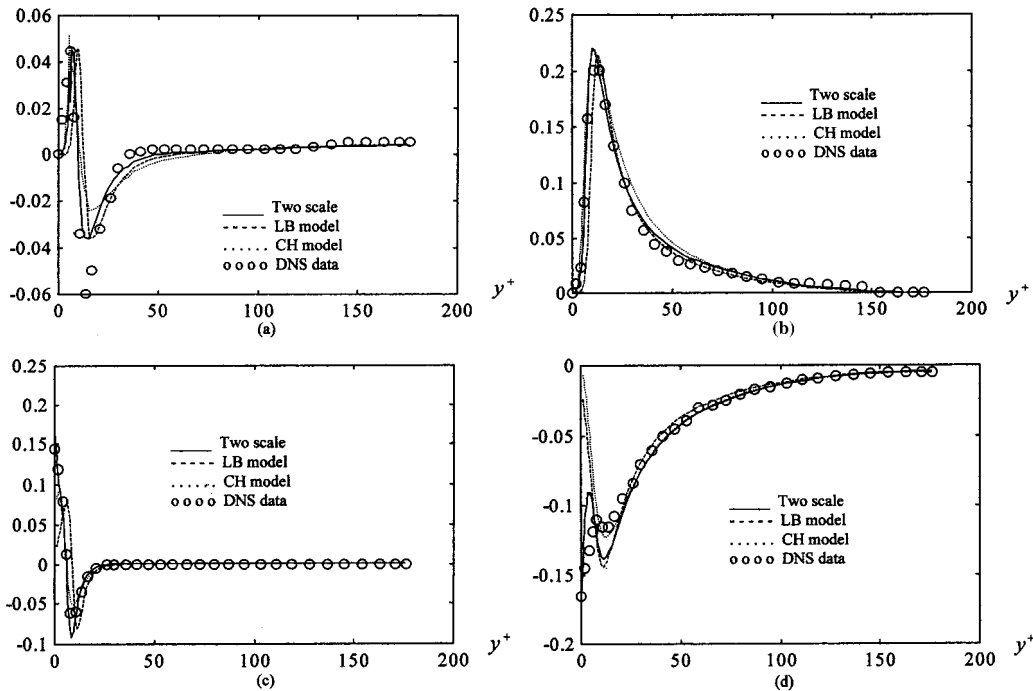 0.06
0.04
0.02
0
-0.02
-0.04
-0.06
Two scale
LB model
CH model
DNS data
0 50 100 150 200
y+
(a)
0.25
0.2
0.15
0.1
0.05
0
Two scale
LB model
CH model
DNS data
0 50 100 150 200
y+
(b)
0.25
0.20
0.15
0.1
0.05
0
-0.05
-0.1
Two scale
LB model
CH model
DNS data
0 50 100 150 200
y+
(c)
0
-0.05
-0.1
-0.15
-0.2
Two scale
LB model
CH model
DNS data
0 50 100 150 200
y+
(d)